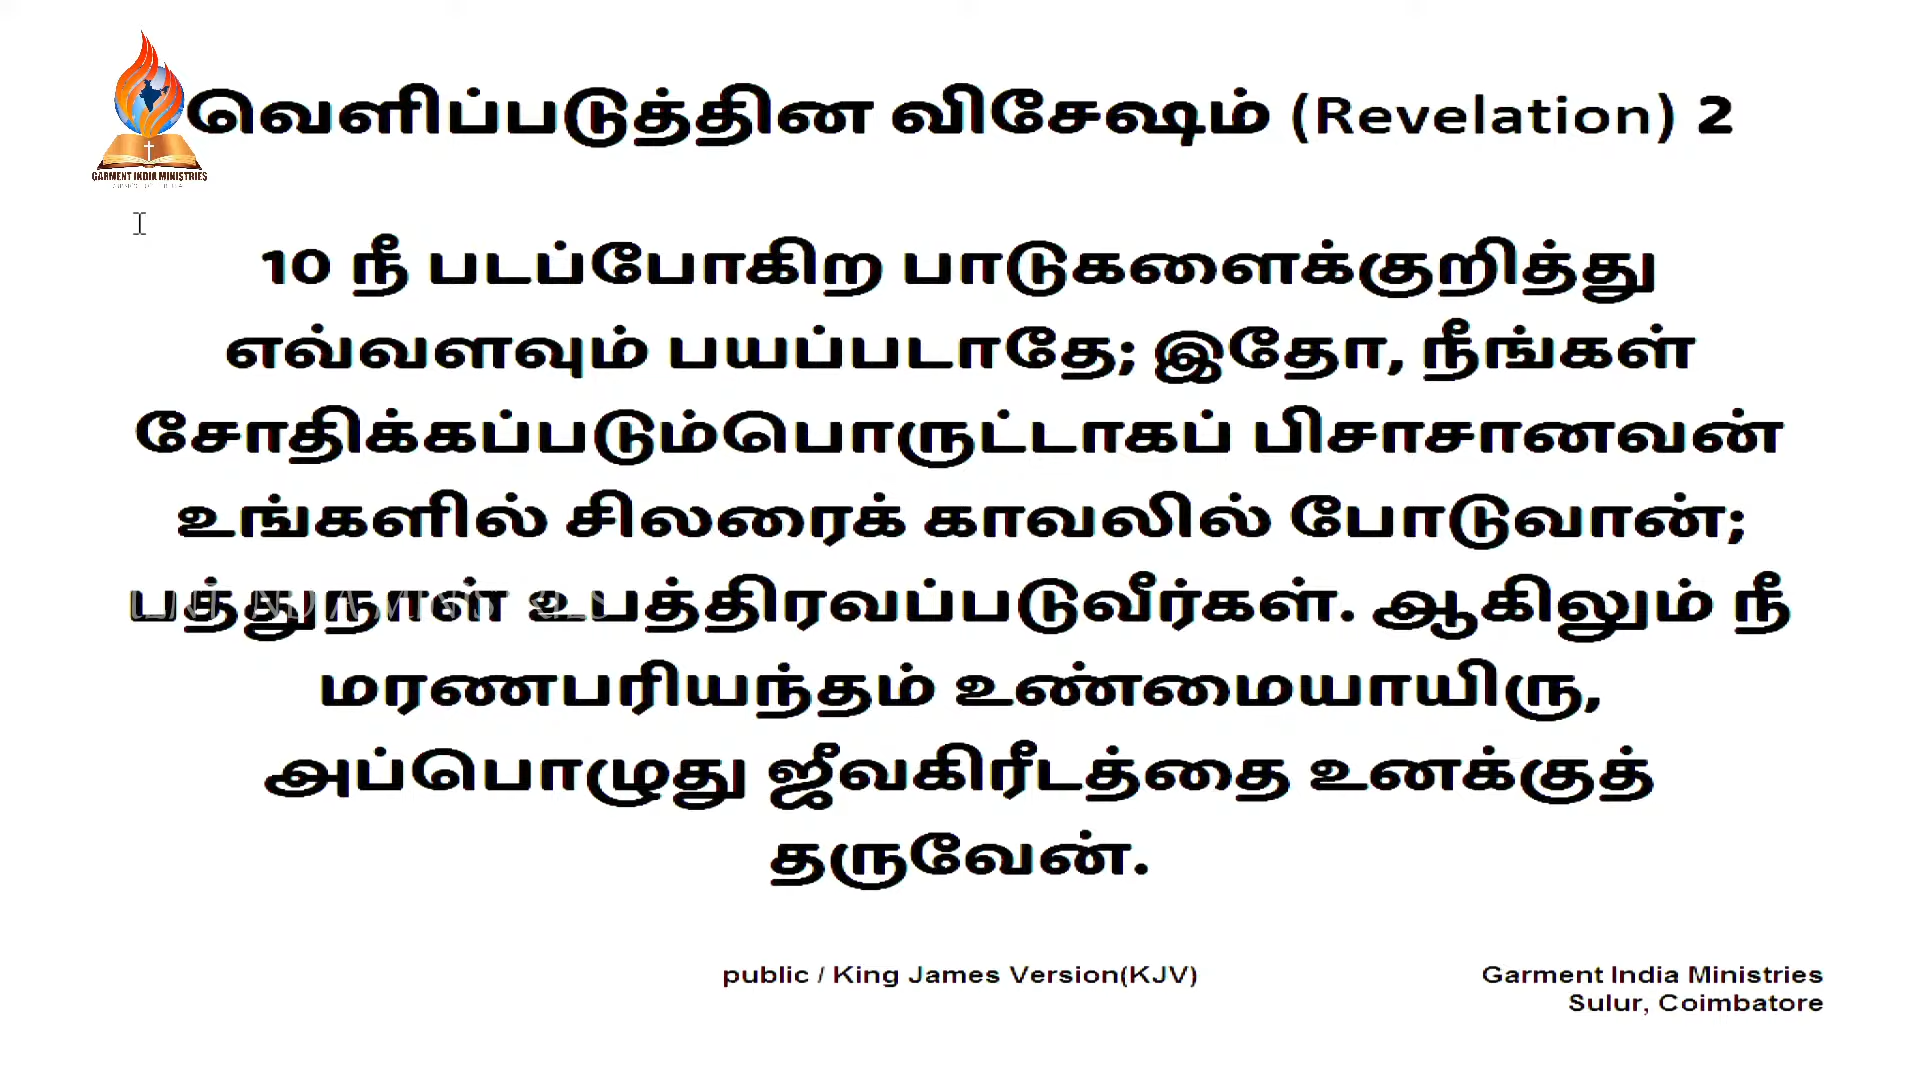 வெளிப்படுத்தின விசேஷம் (Revelation) 2
GARMENT INDIA MINISTRIES
10 நீ படப்போகிற பாடுகளைக்குறித்து
எவ்வளவும் பயப்படாதே; இதோ, நீங்கள்
சோதிக்கப்படும்பொருட்டாகப் பிசாசானவன்
உங்களில் சிலரைக் காவலில் போடுவான்;
பத்துநாள் உபத்திரவப்படுவீர்கள். ஆகிலும் நீ
மரணபரியந்தம் உண்மையாயிரு,
அப்பொழுது ஜீவகிரீடத்தை உனக்குத்
தருவேன்.
public / King James Version(KJV)
Garment India Ministries
Sulur, Coimbatore